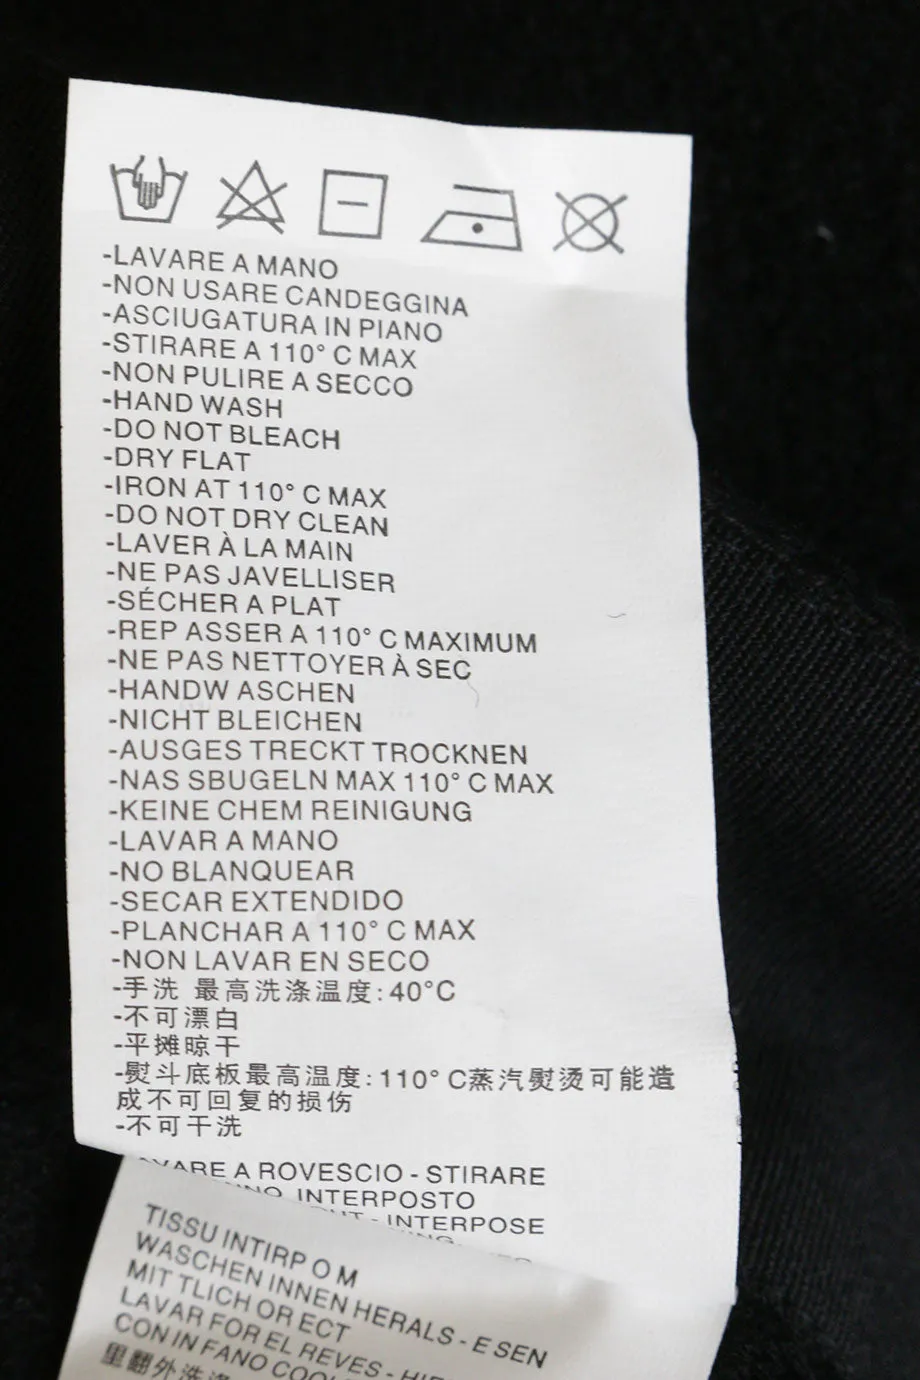 -LAVARE A MANO
-NON USARE CANDEGGINA
-ASCIUGATURA IN PIANO
-STIRARE A 110° C MAX
-NON PULIRE A SECCO
-HAND WASH
-DO NOT BLEACH
-DRY FLAT
-IRON AT 110° C MAX
-DO NOT DRY CLEAN
-LAVER À LA MAIN
-NE PAS JAVELLISER
-SÉCHER A PLAT
-REP ASSER A 110° C MAXIMUM
-NE PAS NETTOYER À SEC
-HANDW ASCHEN
-NICHT BLEICHEN
-AUSGES TRECKT TROCKNEN
-NAS SBUGELN MAX 110° C MAX
-KEINE CHEM REINIGUNG
-LAVAR A MANO
-NO BLANQUEAR
-SECAR EXTENDIDO
-PLANCHAR A 110° C MAX
-NON LAVAR EN SECO
-手洗 最高洗涤温度:40°C
-不可漂白
-平摊晾干
-熨斗底板最高温度:110° C蒸汽熨烫可能造
成不可回复的损伤
-不可干洗
A ROVESCIO - STIRARE
INTERPOSTO
- INTERPOSE
TISSU INTIRP O M
WASCHEN INNEN HERALS - E SEN
MIT TLICH OR ECT
LAVAR FOR EL REVES -
CON IN FANO
里翻外洗